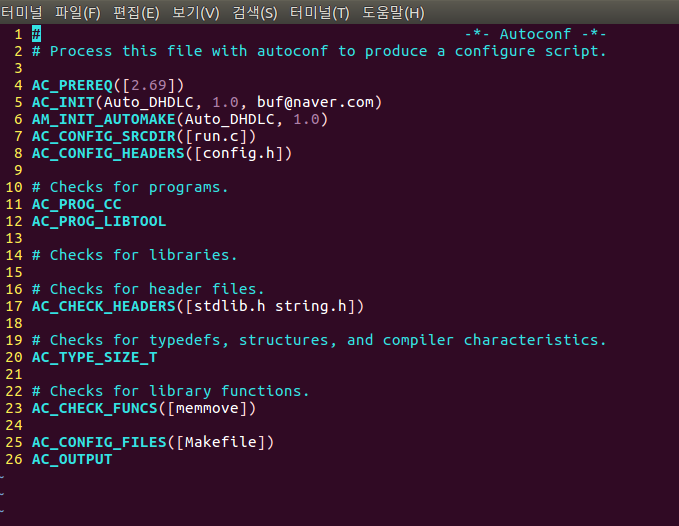 터미널 파일(F) 편집(E) 보기(V) 검색(S) 터미널(T) 도움말(H)
1 # -*- Autoconf -*-
2 # Process this file with autoconf to produce a configure script.
3
4 AC_PREREQ([2.69])
5 AC_INIT(Auto_DHDLC, 1.0, buf@naver.com)
6 AM_INIT_AUTOMAKE(Auto_DHDLC, 1.0)
7 AC_CONFIG_SRCDIR([run.c])
8 AC_CONFIG_HEADERS([config.h])
9
10 # Checks for programs.
11 AC_PROG_CC
12 AC_PROG_LIBTOOL
13
14 # Checks for libraries.
15
16 # Checks for header files.
17 AC_CHECK_HEADERS([stdlib.h string.h])
18
19 # Checks for typedefs, structures, and compiler characteristics.
20 AC_TYPE_SIZE_T
21
22 # Checks for library functions.
23 AC_CHECK_FUNCS([memmove])
24
25 AC_CONFIG_FILES([Makefile])
26 AC_OUTPUT
~
~
~